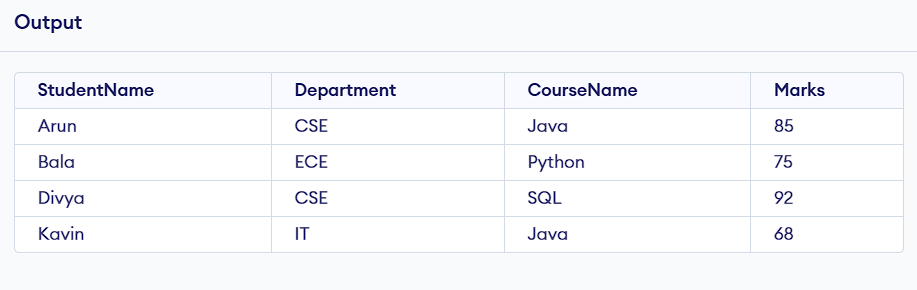 Output
StudentName Department CourseName Marks
Arun CSE Java 85
Bala ECE Python 75
Divya CSE SQL 92
Kavin IT Java 68